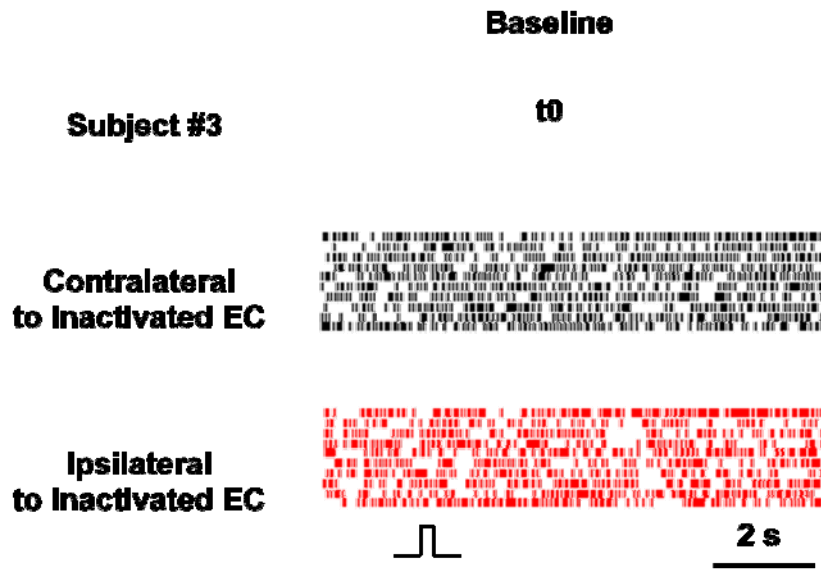 Baseline
Subject #3
t0
Contralateral
to Inactivated EC
Ipsilateral
to Inactivated EC
2 s